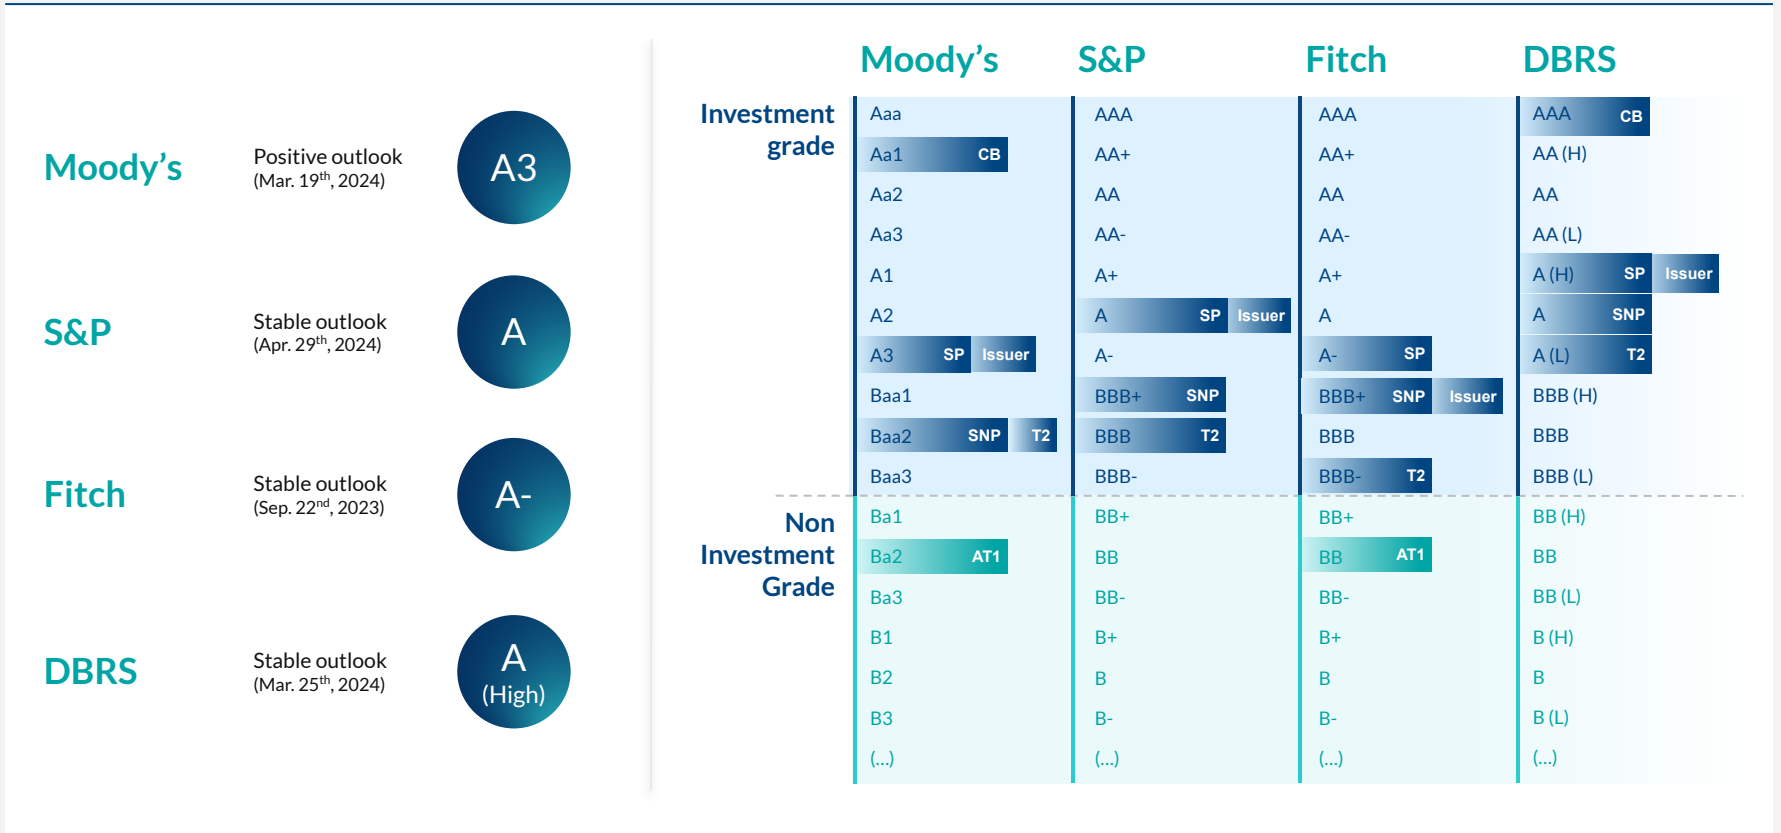 Moody's
Positive outlook
(Mar. 19th, 2024)
A3
S&P
Stable outlook
(Apr. 29th, 2024)
A
Fitch
Stable outlook
(Sep. 22nd, 2023)
A-
DBRS
Stable outlook
(Mar. 25th, 2024)
A
(High)
Moody's S&P Fitch DBRS
Investment
grade
Aaa AAA AAA AAA CB
Aa1 CB AA+ AA+ AA (H)
Aa2 AA AA AA
Aa3 AA- AA- AA (L)
A1 A+ A+ A (H) SP Issuer
A2 A SP Issuer A A SNP
A3 SP Issuer A- A- SP A (L) T2
Baa1 BBB+ SNP BBB+ SNP Issuer BBB (H)
Baa2 SNP T2 BBB T2 BBB BBB
Baa3 BBB- BBB- T2 BBB (L)
Non
Investment
Grade
Ba1 BB+ BB+ BB (H)
Ba2 AT1 BB BB AT1 BB
Ba3 BB- BB- BB (L)
B1 B+ B+ B (H)
B2 B B B
B3 B- B- B (L)
(...) (...) (...) (...)